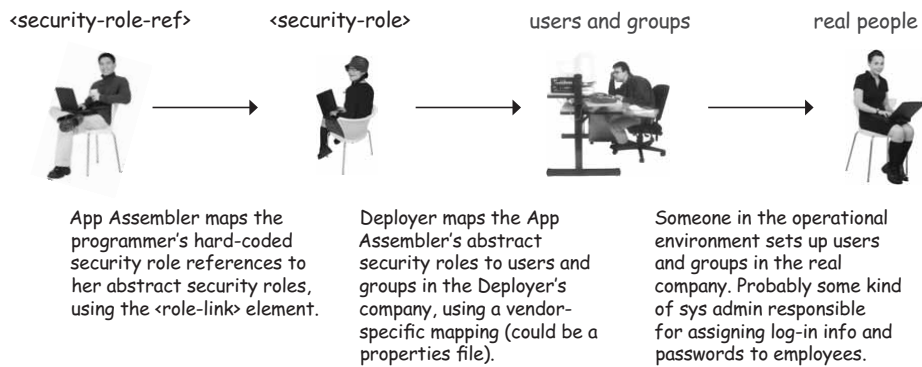 <security-role-ref>
<security-role>
users and groups
real people
App Assembler maps the
programmer's hard-coded
security role references to
her abstract security roles,
using the <role-link> element.
Deployer maps the App
Assembler's abstract
security roles to users and
groups in the Deployer's
company, using a vendor-
specific mapping (could be a
properties file).
Someone in the operational
environment sets up users
and groups in the real
company. Probably some kind
of sys admin responsible
for assigning log-in info and
passwords to employees.